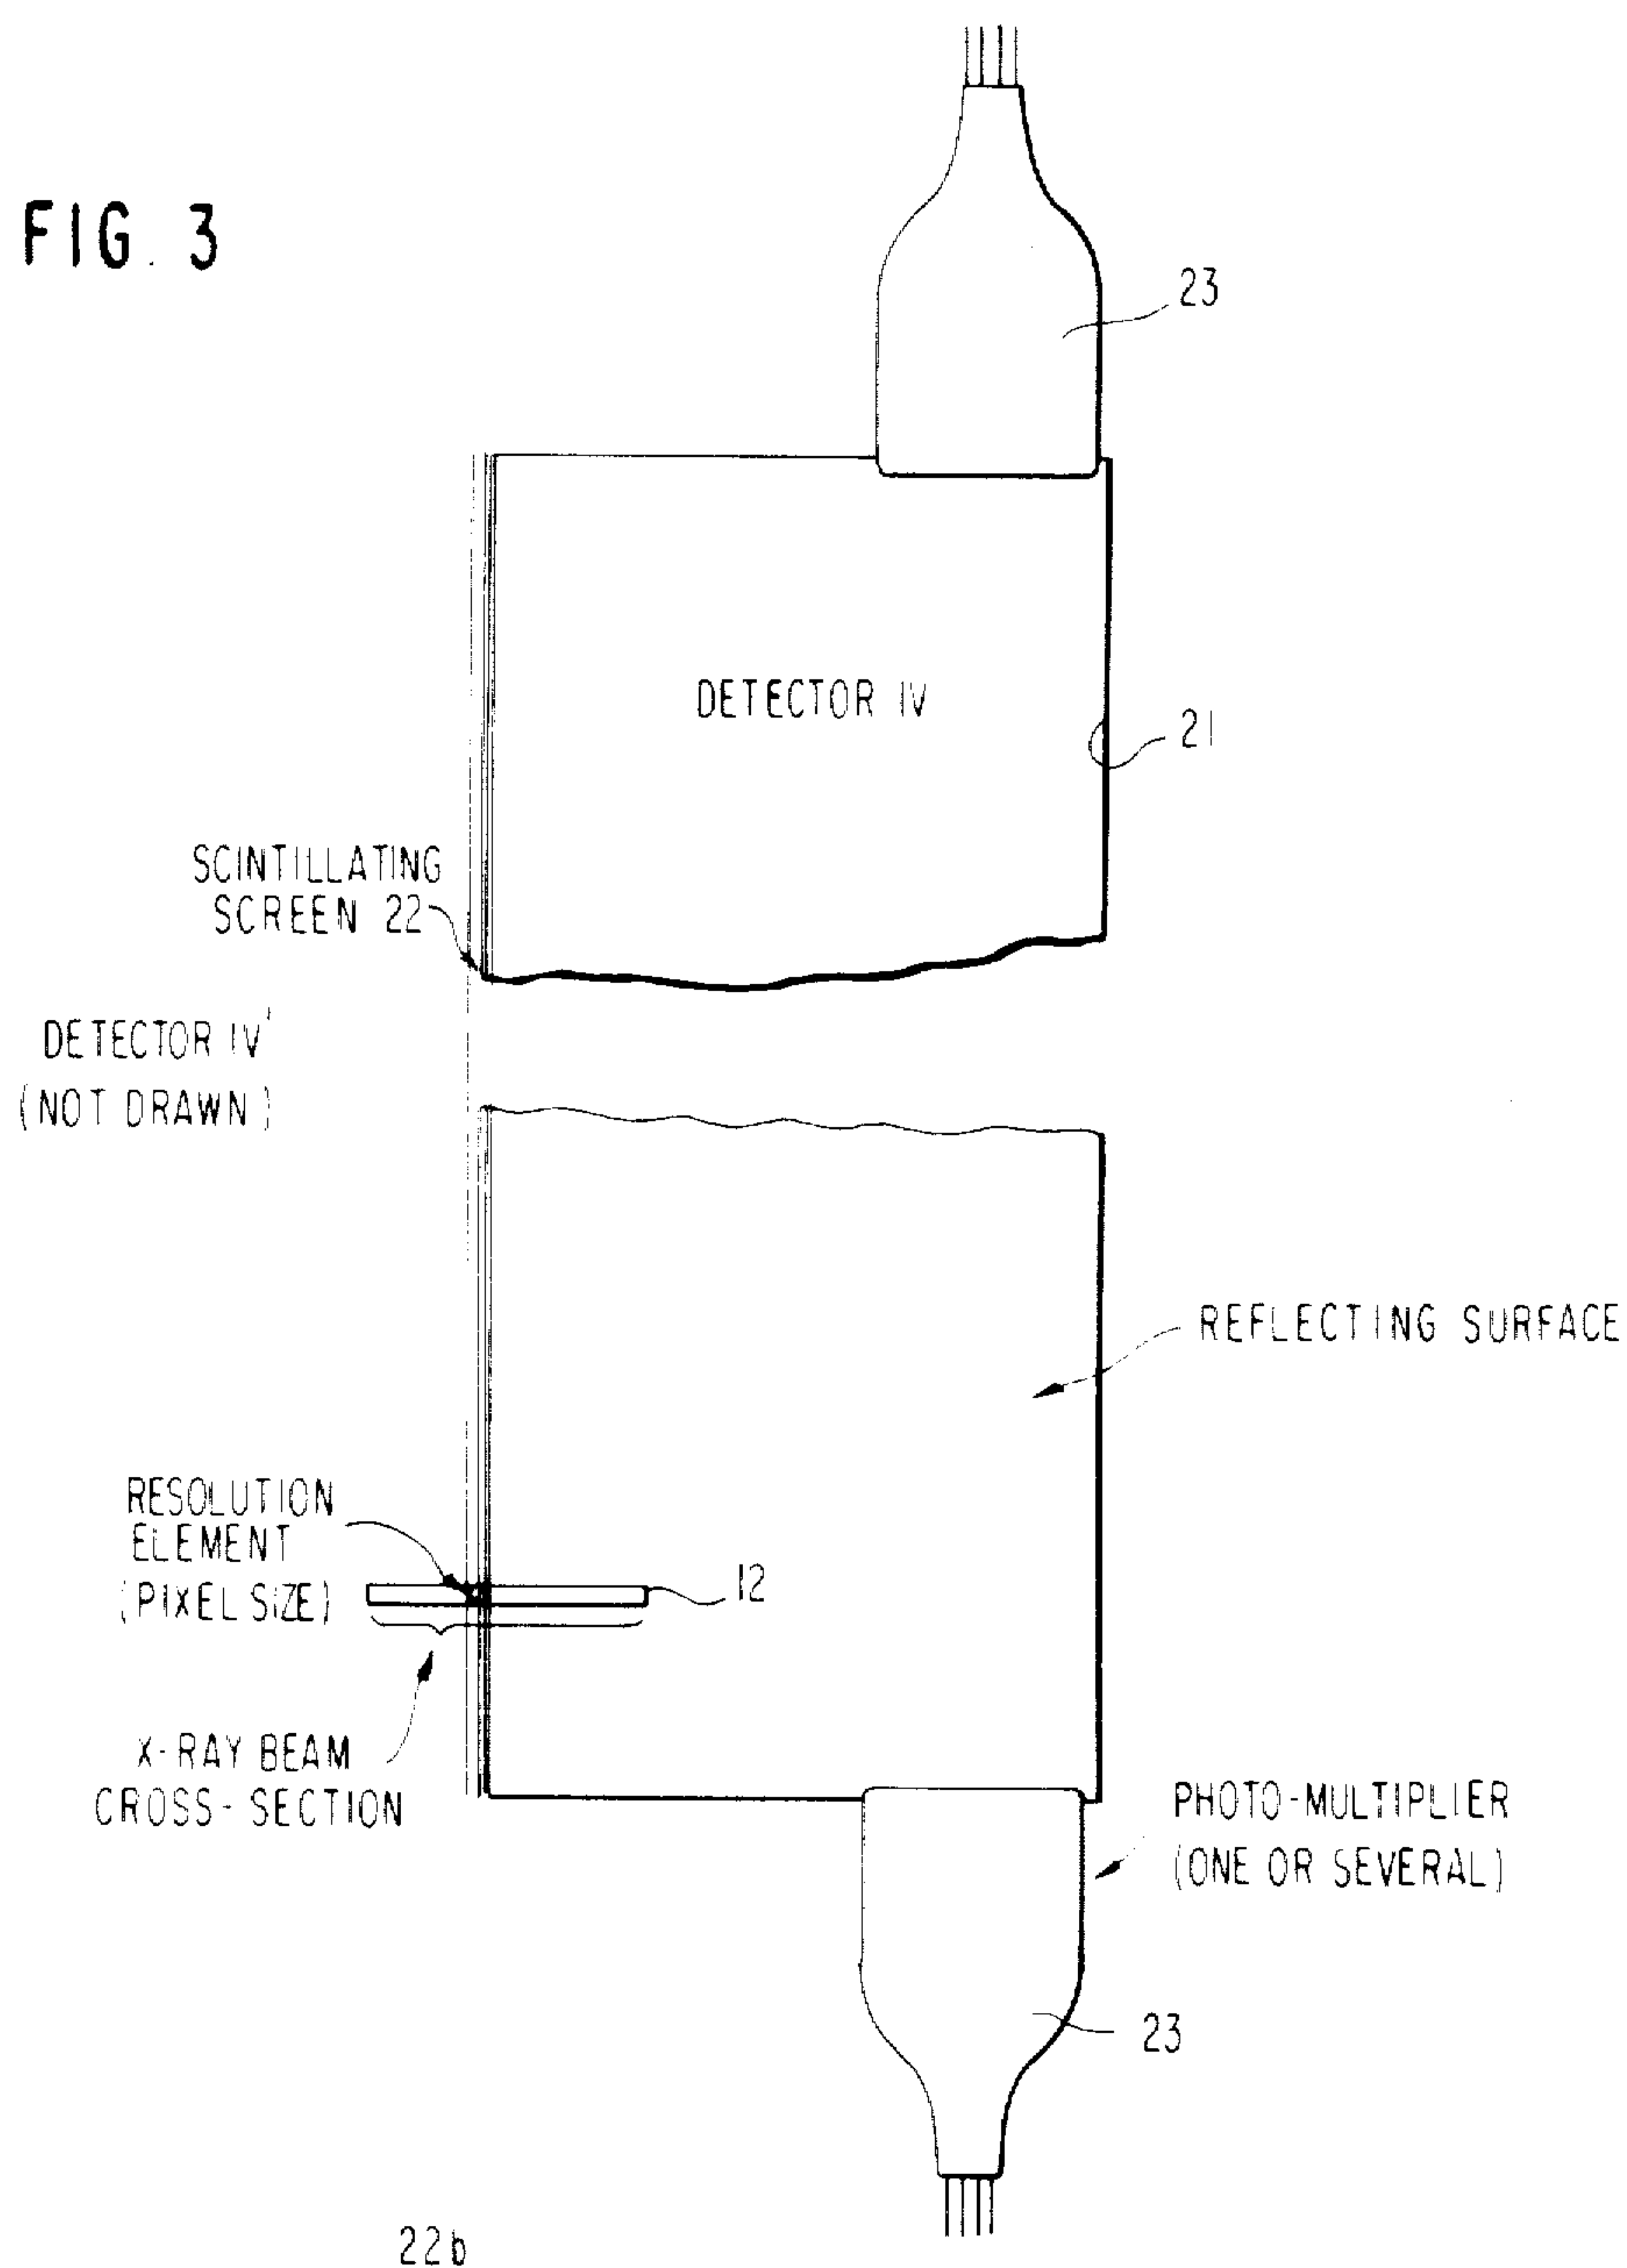 FIG. 3
23
DETECTOR IV
21
SCINTILLATING
SCREEN 22
DETECTOR IV'
(NOT DRAWN)
REFLECTING SURFACE
RESOLUTION
ELEMENT
(PIXEL SIZE)
12
X-RAY BEAM
CROSS-SECTION
PHOTO-MULTIPLIER
(ONE OR SEVERAL)
23
22b